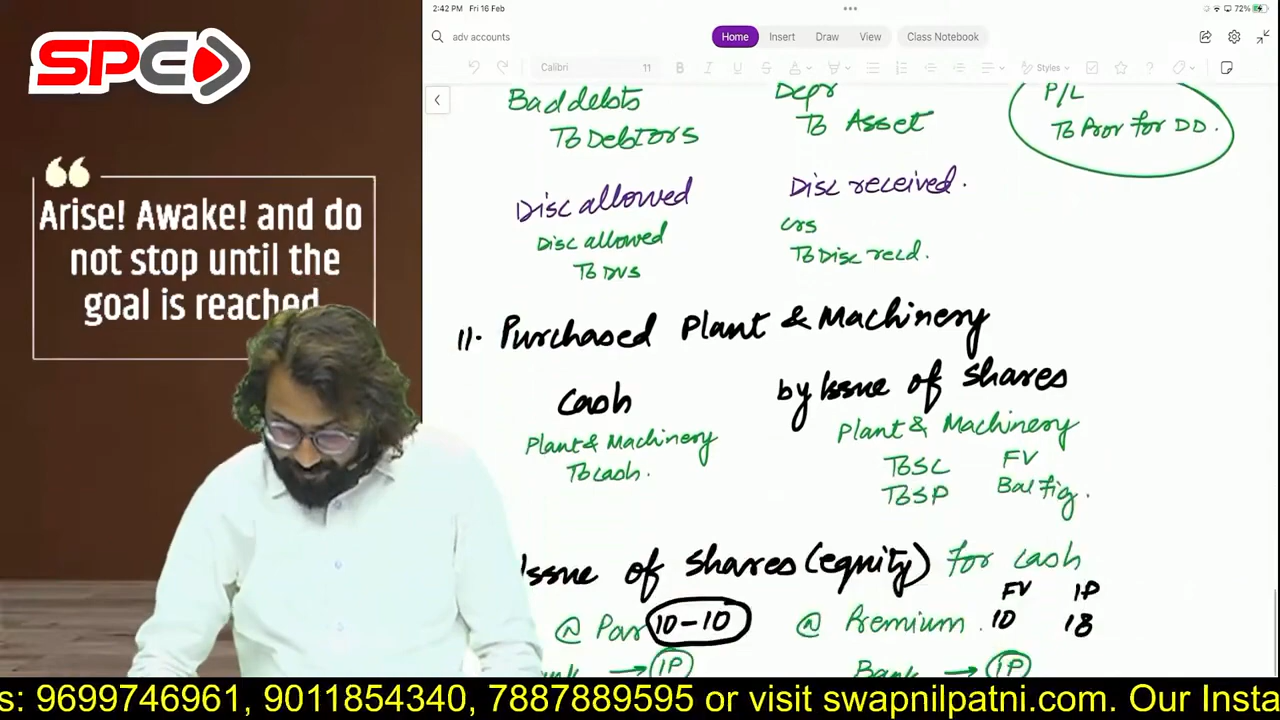 2:42 PM Fri 16 Feb
72%
adv accounts
Home Insert Draw View Class Notebook
Calibri 11 B I U S A Styles
SPC
Arise! Awake! and do
not stop until the
goal is reached
Bad debts
To Debtors
Depr
To Asset
P/L
To Prov for DD.
Disc allowed
Disc allowed
To Drs
Disc received.
Crs
To Disc recd.
11. Purchased Plant & Machinery
Cash
Plant & Machinery
To cash.
by Issue of shares
Plant & Machinery
To SC FV
To SP Bal fig.
Issue of shares (equity) for cash
FV IP
@ Par 10-10 @ Premium. 10 18
Bank → IP
s: 9699746961, 9011854340, 7887889595 or visit swapnilpatni.com. Our Insta